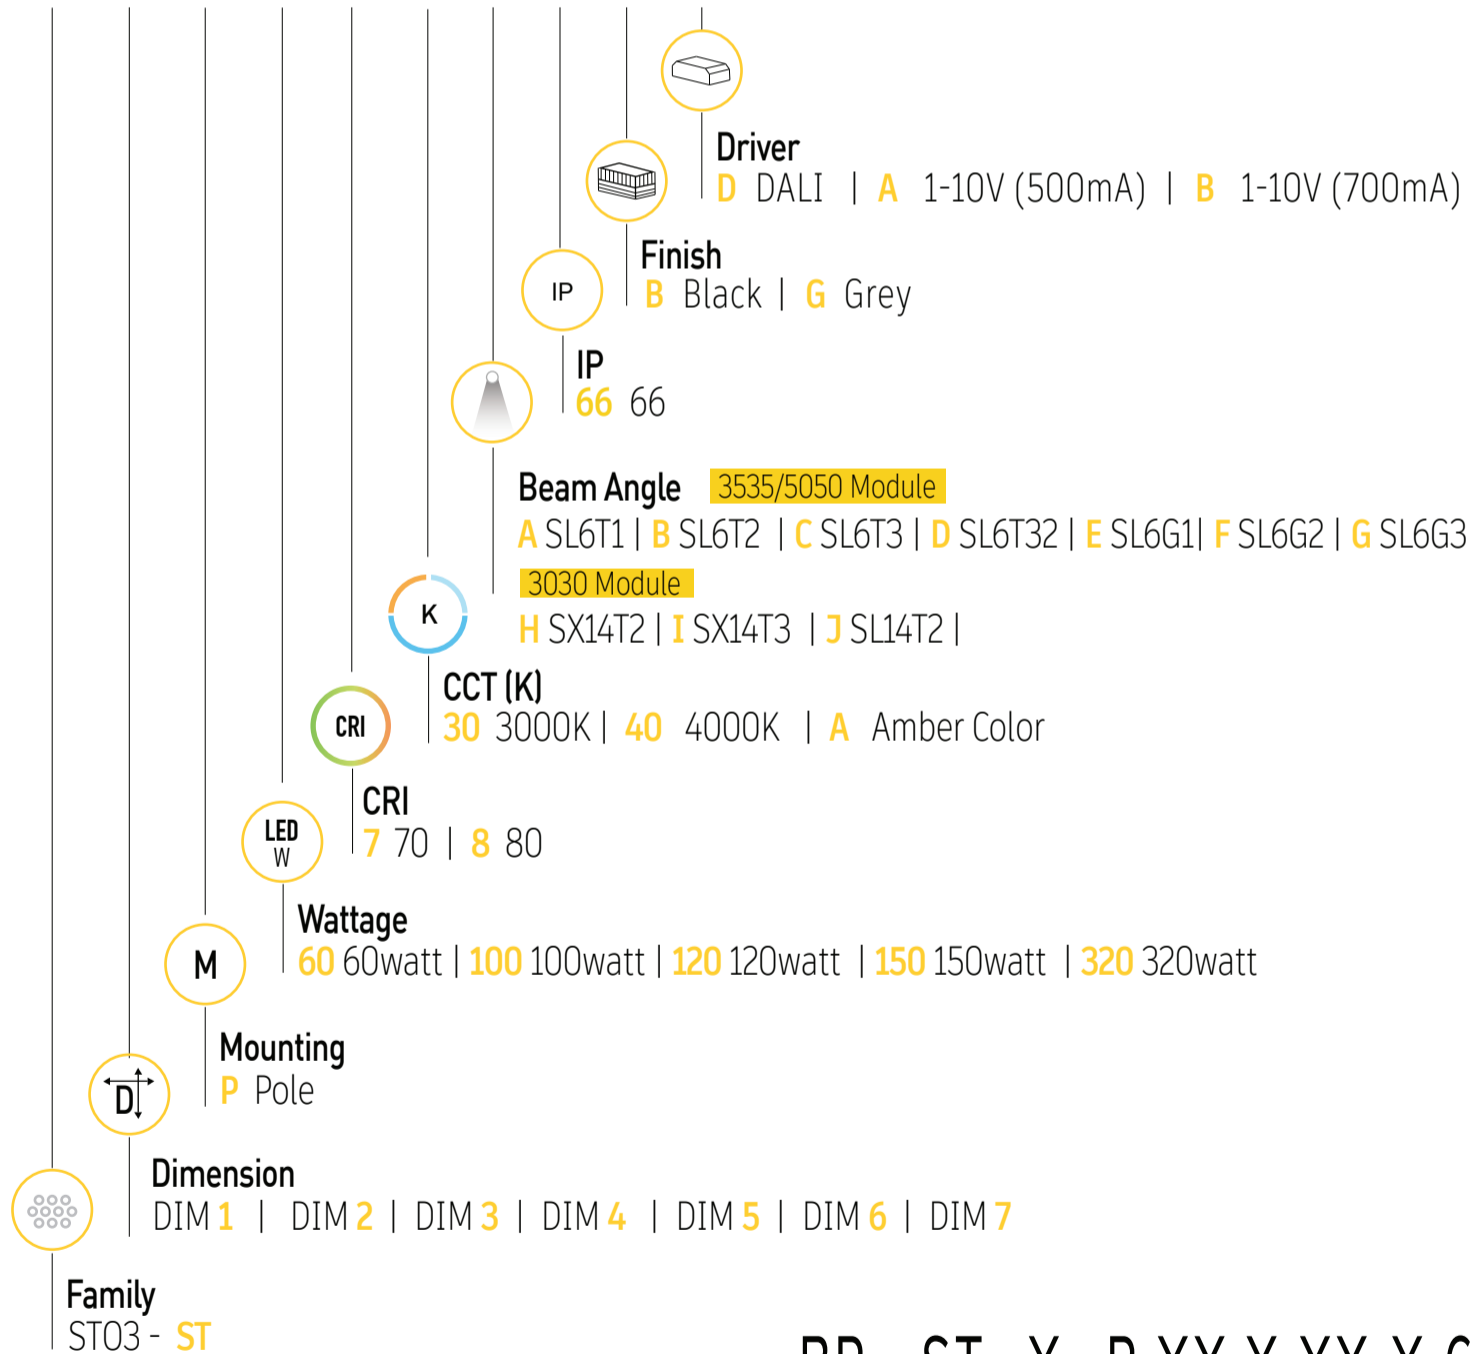 Driver
D DALI | A 1-10V (500mA) | B 1-10V (700mA)
Finish
B Black | G Grey
IP
IP
66 66
Beam Angle 3535/5050 Module
A SL6T1 | B SL6T2 | C SL6T3 | D SL6T32 | E SL6G1 | F SL6G2 | G SL6G3
3030 Module
H SX14T2 | I SX14T3 | J SL14T2 |
K
CCT (K)
30 3000K | 40 4000K | A Amber Color
CRI
CRI
7 70 | 8 80
LED
W
Wattage
60 60watt | 100 100watt | 120 120watt | 150 150watt | 320 320watt
M
Mounting
P Pole
D
Dimension
DIM 1 | DIM 2 | DIM 3 | DIM 4 | DIM 5 | DIM 6 | DIM 7
Family
ST03 - ST